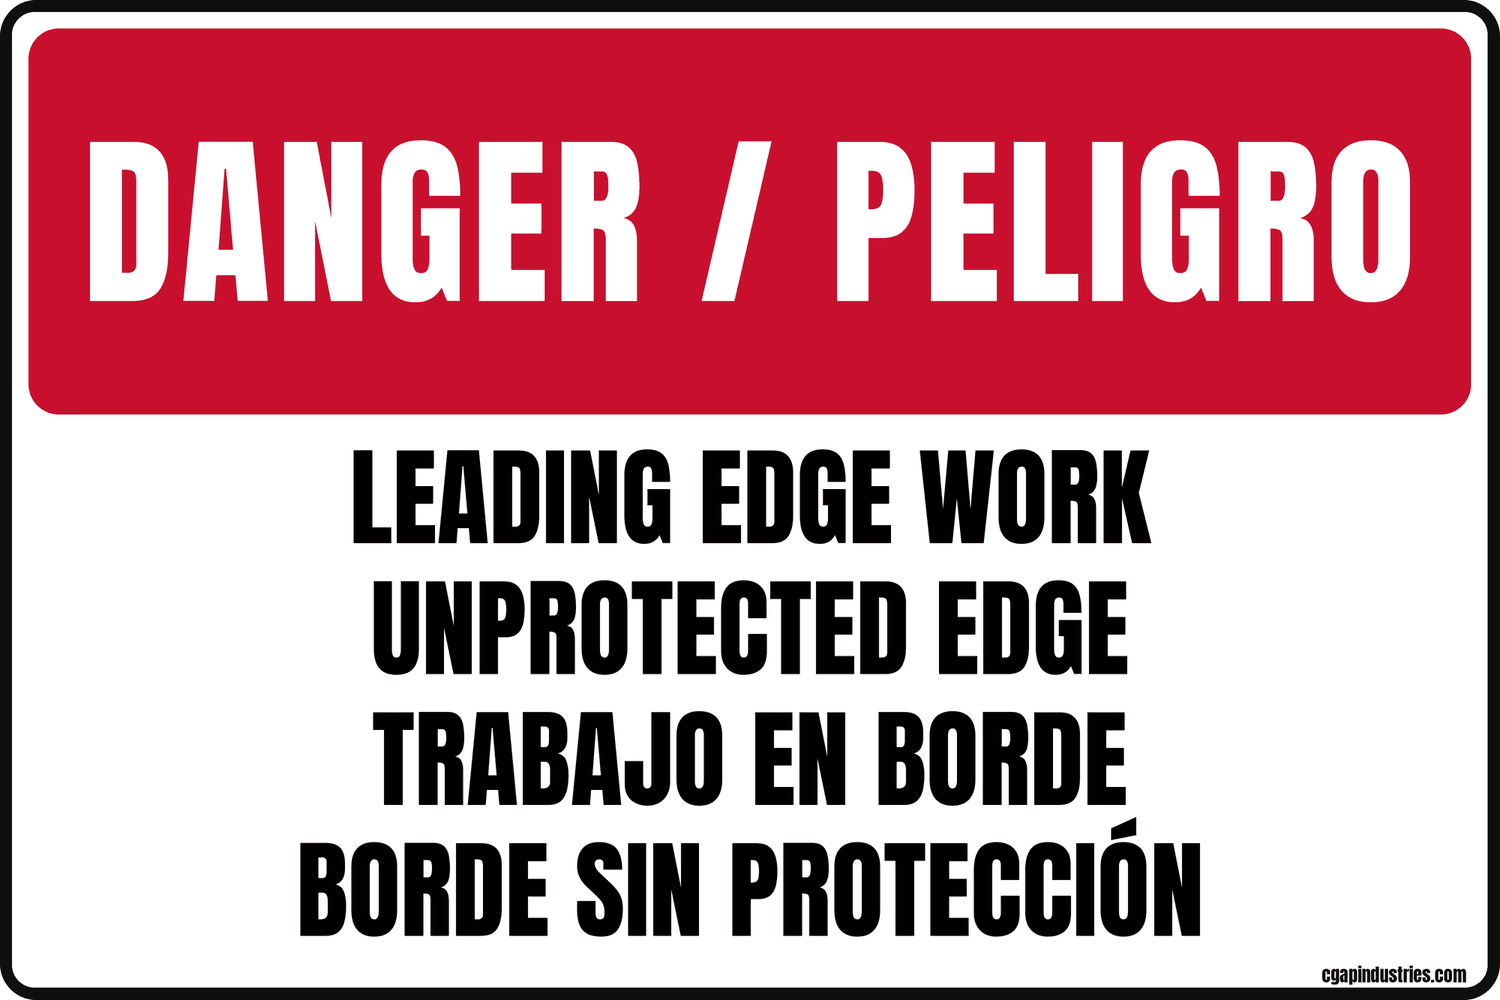 DANGER / PELIGRO
LEADING EDGE WORK
UNPROTECTED EDGE
TRABAJO EN BORDE
BORDE SIN PROTECCIÓN
cgapindustries.com